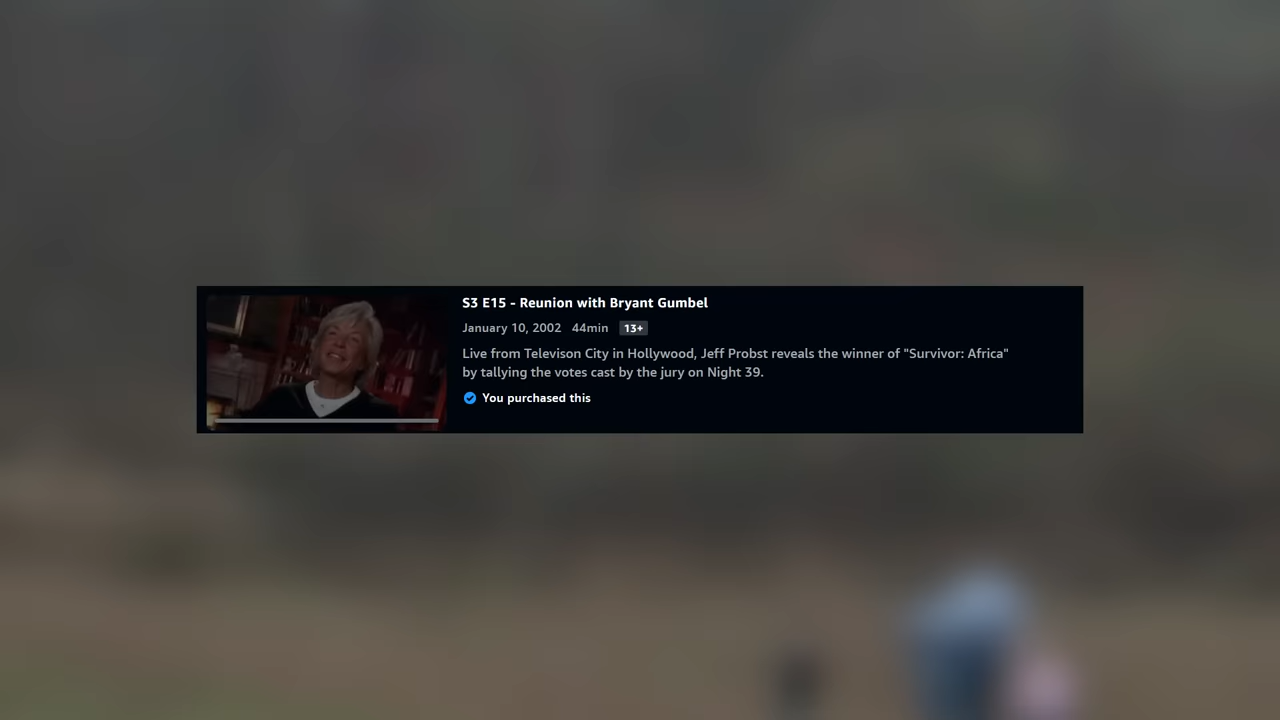 S3 E15 - Reunion with Bryant Gumbel
January 10, 2002 44min 13+
Live from Televison City in Hollywood, Jeff Probst reveals the winner of "Survivor: Africa"
by tallying the votes cast by the jury on Night 39.
You purchased this